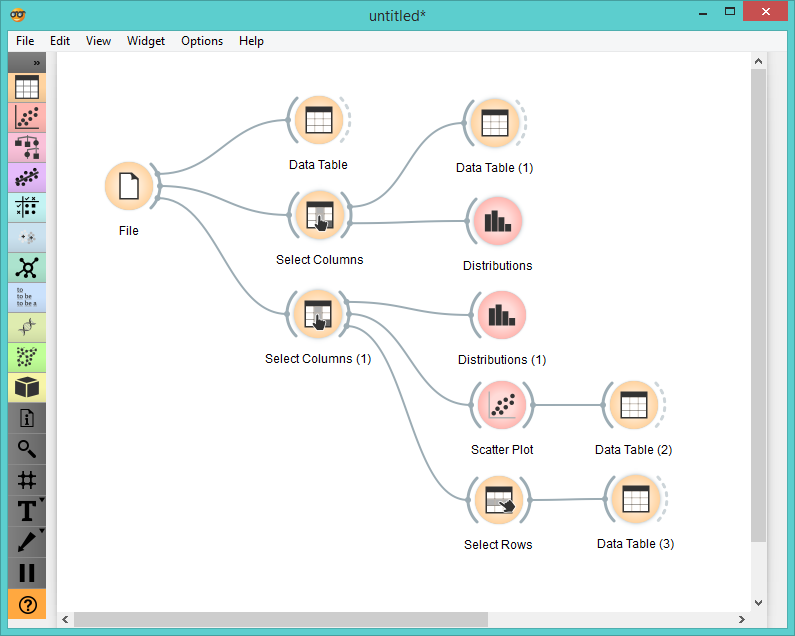 untitled*
File Edit View Widget Options Help
»
Data Table
Data Table (1)
File
Select Columns
Distributions
to
to be
to be a
Select Columns (1)
Distributions (1)
Scatter Plot
Data Table (2)
T
Select Rows
Data Table (3)
?